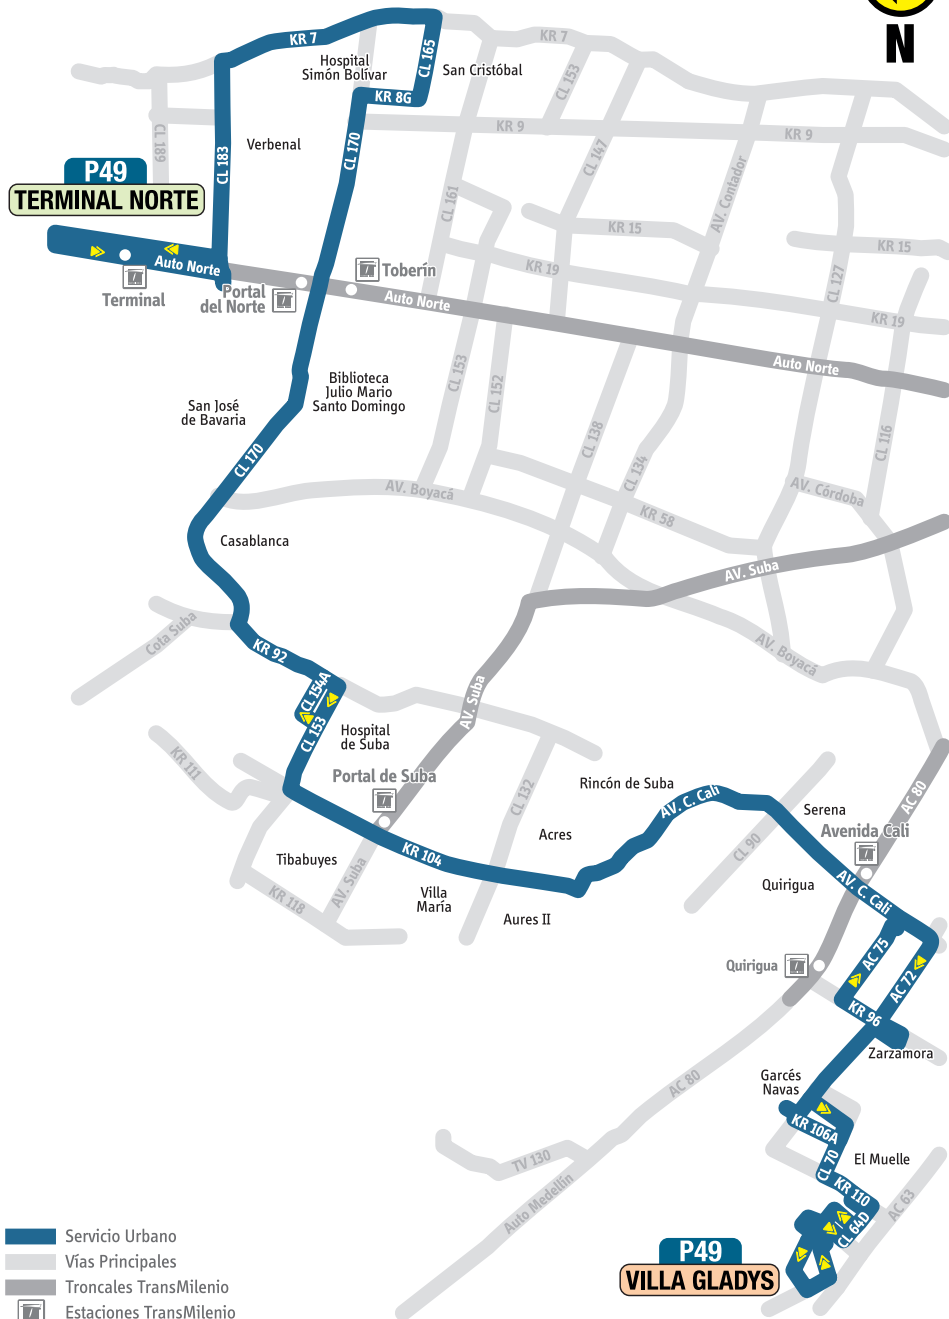 N
KR 7
KR 7
CL 165
Hospital
Simón Bolívar
San Cristóbal
CL 153
KR 8G
KR 9
KR 9
CL 189
Verbenal
CL 183
CL 170
CL 147
AV. Contador
P49
TERMINAL NORTE
CL 161
KR 15
KR 15
Auto Norte
Terminal
Portal
del Norte
Toberín
Auto Norte
KR 19
CL 127
KR 19
Auto Norte
CL 153
CL 152
Biblioteca
Julio Mario
Santo Domingo
San José
de Bavaria
CL 138
CL 134
CL 116
CL 170
AV. Boyacá
AV. Córdoba
KR 58
Casablanca
AV. Suba
Cota Suba
KR 92
AV. Boyacá
CL 154A
CL 153
AV. Suba
Hospital
de Suba
KR 111
Portal de Suba
CL 132
Rincón de Suba
AV. C. Cali
AC 80
Serena
Avenida Cali
Acres
CL 90
KR 104
Tibabuyes
AV. Suba
KR 118
Villa
María
Aures II
Quirigua
AV. C. Cali
AC 75
AC 72
Quirigua
KR 96
Zarzamora
Garcés
Navas
AC 80
KR 106A
CL 70
El Muelle
TV 130
Auto Medellín
KR 110
CL 64D
AC 63
P49
VILLA GLADYS
Servicio Urbano
Vías Principales
Troncales TransMilenio
Estaciones TransMilenio